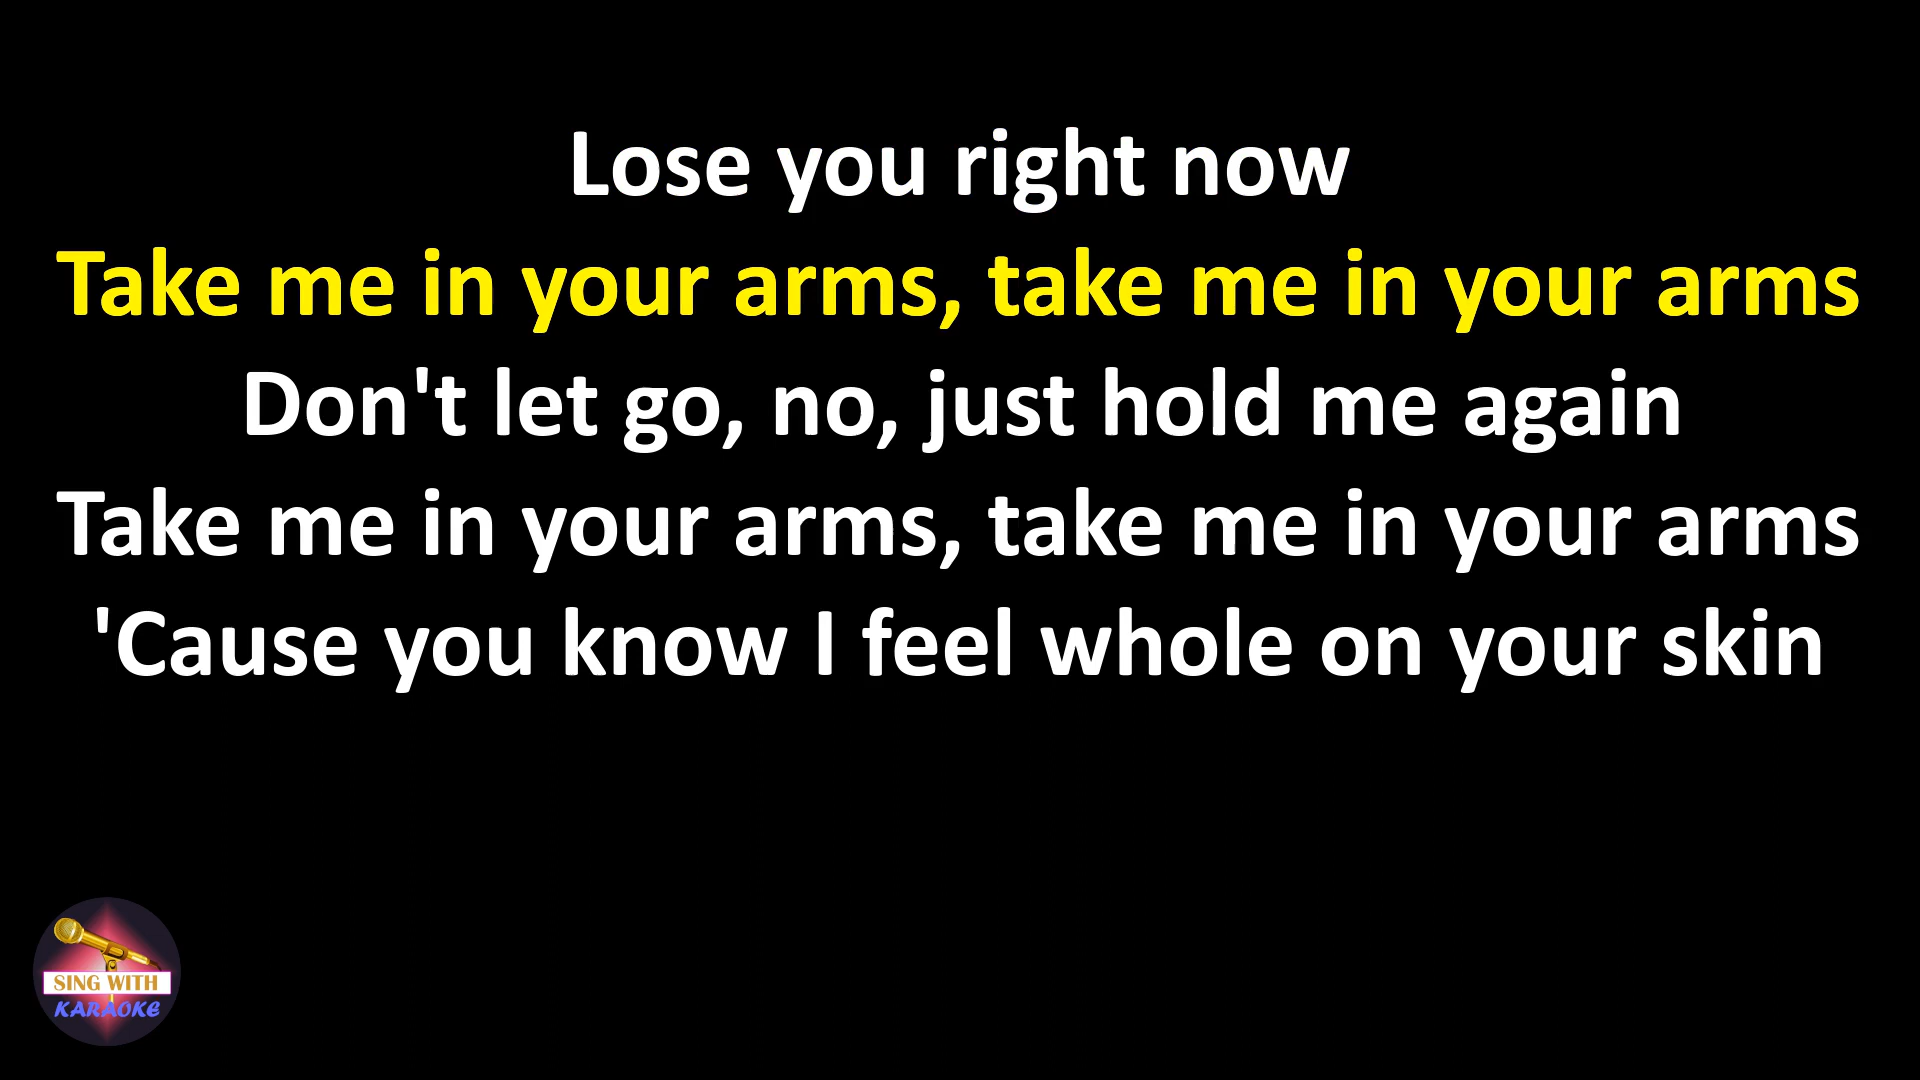 Lose you right now
Take me in your arms, take me in your arms
Don't let go, no, just hold me again
Take me in your arms, take me in your arms
'Cause you know I feel whole on your skin
SING WITH
KARAOKE